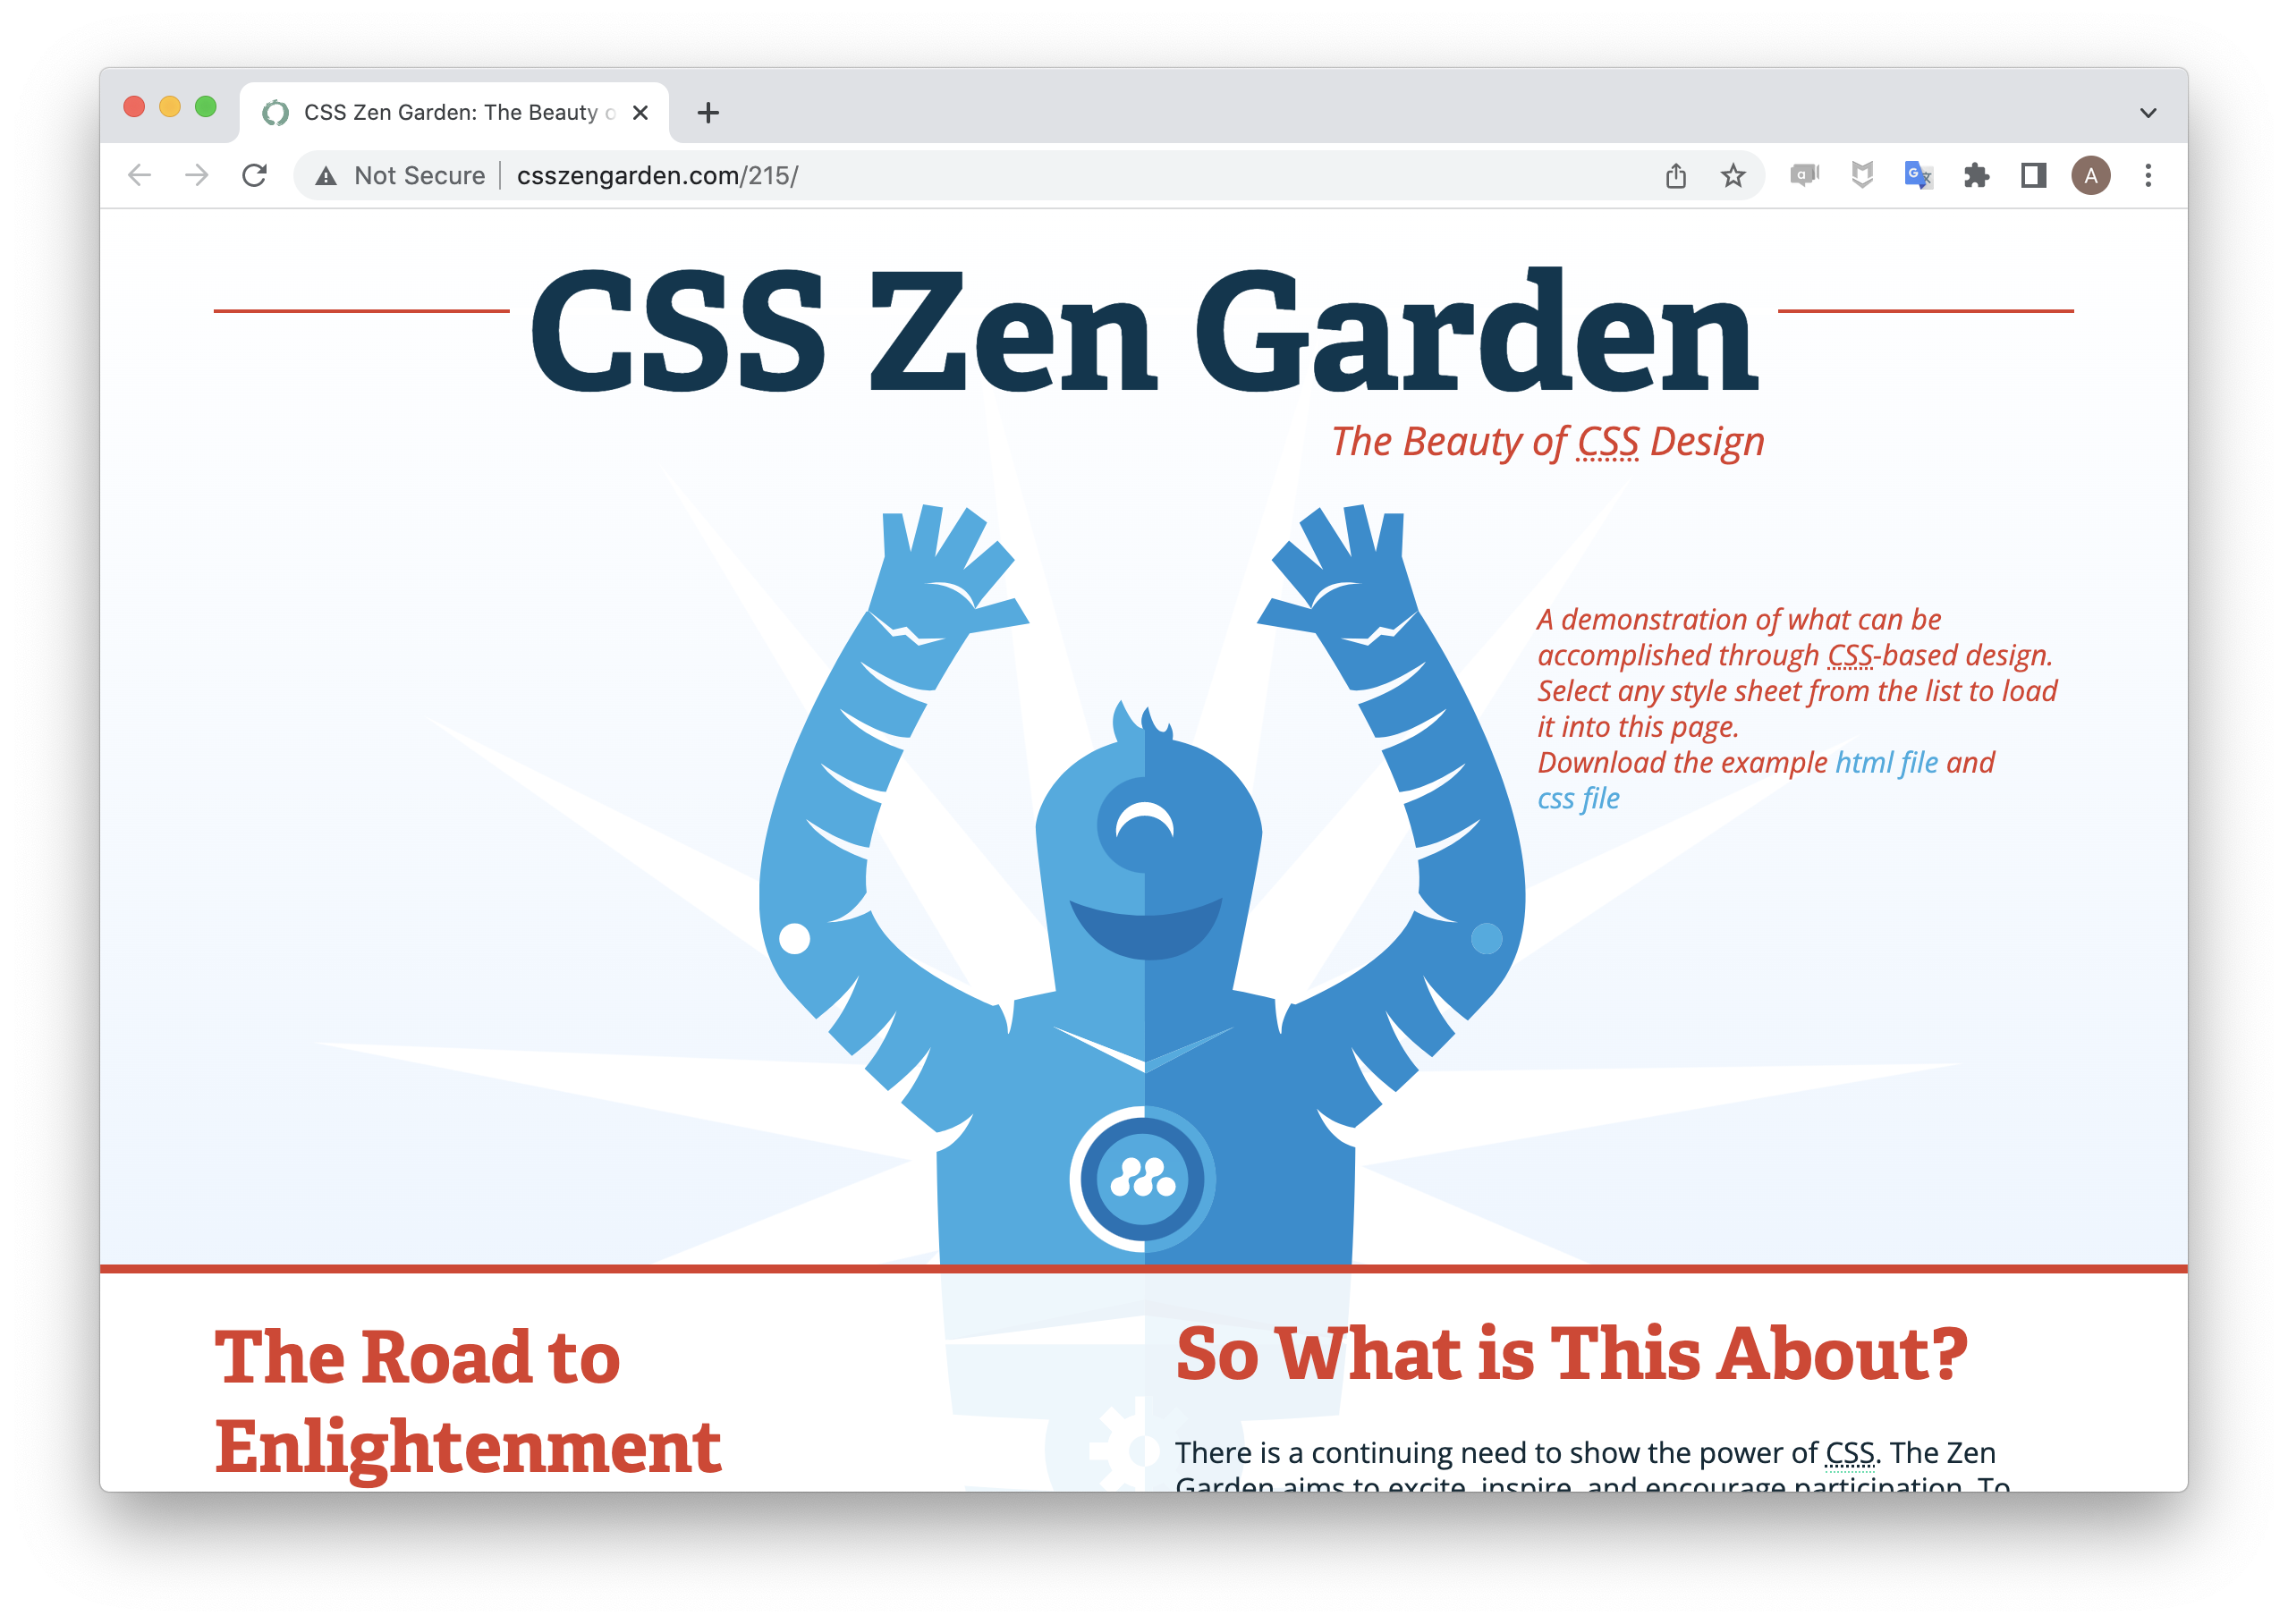 CSS Zen Garden: The Beauty
Not Secure
csszengarden.com/215/
A
CSS Zen Garden
The Beauty of CSS Design
A demonstration of what can be
accomplished through CSS-based design.
Select any style sheet from the list to load
it into this page.
Download the example html file and
css file
The Road to
Enlightenment
So What is This About?
There is a continuing need to show the power of CSS. The Zen
Garden aims to excite, inspire, and encourage participation. To